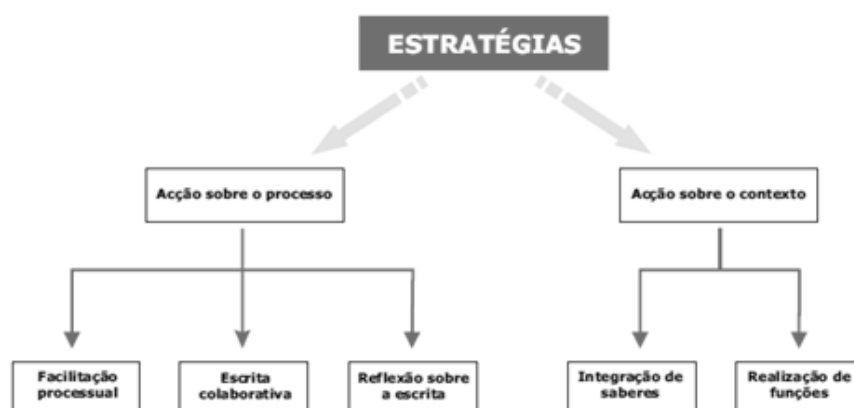 ESTRATÉGIAS
Acção sobre o processo
Acção sobre o contexto
Facilitação
processual
Escrita
colaborativa
Reflexão sobre
a escrita
Integração de
saberes
Realização de
funções